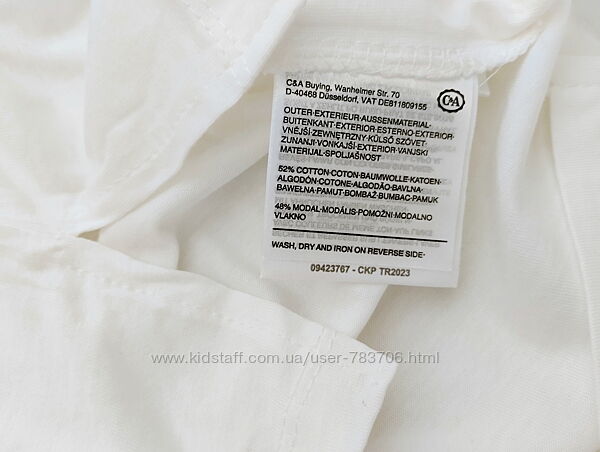 C&A Buying, Wanheimer Str. 70
D-40468 Düsseldorf, VAT DE811809155
C&A
OUTER-EXTERIEUR-AUSSENMATERIAL-
BUITENKANT-EXTERIOR-ESTERNO-EXTERIOR-
VNĚJŠÍ-ZEWNĘTRZNY-KÜLSŐ SZÖVET-
ZUNANJI-VONKAJŠÍ-EXTERIOR-VANJSKI
MATERIJAL-SPOLJAŠNOST
52% COTTON-COTON-BAUMWOLLE-KATOEN-
ALGODÓN-COTONE-ALGODÃO-BAVLNA-
BAWEŁNA-PAMUT-BOMBAŽ-BUMBAC-PAMUK
48% MODAL-MODÁLIS-POMOŽNI-MODALNO
VLAKNO
WASH, DRY AND IRON ON REVERSE SIDE-
09423767 - CKP TR2023
www.kidstaff.com.ua/user-783706.html